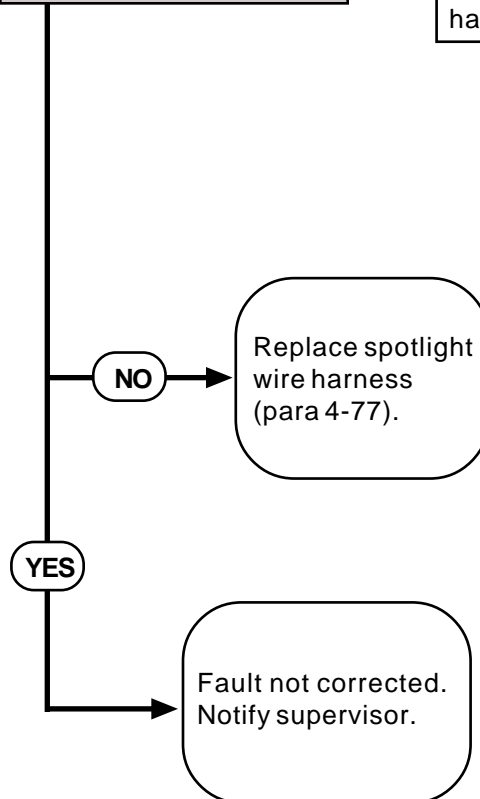 ha
NO
Replace spotlight
wire harness
(para 4-77).
YES
Fault not corrected.
Notify supervisor.